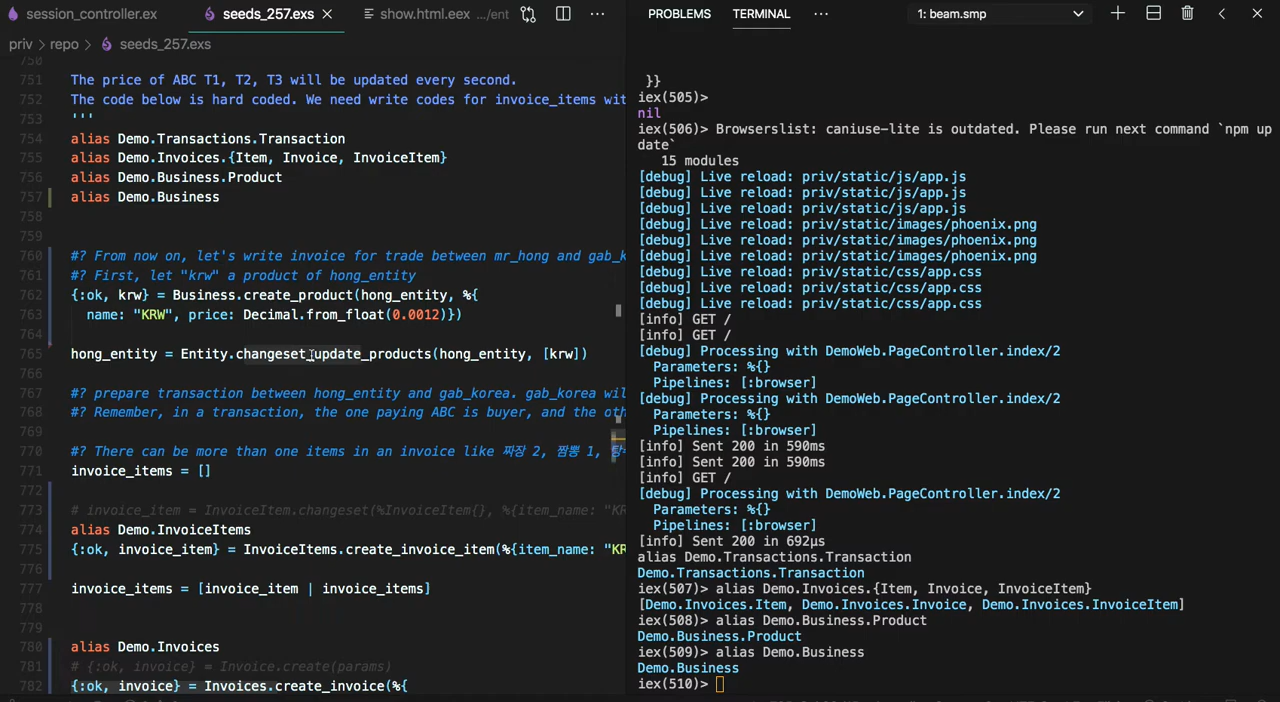 session_controller.ex seeds_257.exs show.html.eex .../ent
priv > repo > seeds_257.exs
750
751 The price of ABC T1, T2, T3 will be updated every second.
752 The code below is hard coded. We need write codes for invoice_items wit
753 '''
754 alias Demo.Transactions.Transaction
755 alias Demo.Invoices.{Item, Invoice, InvoiceItem}
756 alias Demo.Business.Product
757 alias Demo.Business
758
759
760 #? From now on, let's write invoice for trade between mr_hong and gab_k
761 #? First, let "krw" a product of hong_entity
762 {:ok, krw} = Business.create_product(hong_entity, %{
763 name: "KRW", price: Decimal.from_float(0.0012)})
764
765 hong_entity = Entity.changeset_update_products(hong_entity, [krw])
766
767 #? prepare transaction between hong_entity and gab_korea. gab_korea wil
768 #? Remember, in a transaction, the one paying ABC is buyer, and the oth
769
770 #? There can be more than one items in an invoice like 짜장 2, 짬뽕 1,
771 invoice_items = []
772
773 # invoice_item = InvoiceItem.changeset(%InvoiceItem{}, %{item_name: "KR
774 alias Demo.InvoiceItems
775 {:ok, invoice_item} = InvoiceItems.create_invoice_item(%{item_name: "KR
776
777 invoice_items = [invoice_item | invoice_items]
778
779
780 alias Demo.Invoices
781 # {:ok, invoice} = Invoice.create(params)
782 {:ok, invoice} = Invoices.create_invoice(%{
PROBLEMS TERMINAL ... 1: beam.smp
}}
iex(505)>
nil
iex(506)> Browserslist: caniuse-lite is outdated. Please run next command `npm up
date`
15 modules
[debug] Live reload: priv/static/js/app.js
[debug] Live reload: priv/static/js/app.js
[debug] Live reload: priv/static/js/app.js
[debug] Live reload: priv/static/images/phoenix.png
[debug] Live reload: priv/static/images/phoenix.png
[debug] Live reload: priv/static/images/phoenix.png
[debug] Live reload: priv/static/css/app.css
[debug] Live reload: priv/static/css/app.css
[debug] Live reload: priv/static/css/app.css
[info] GET /
[info] GET /
[debug] Processing with DemoWeb.PageController.index/2
Parameters: %{}
Pipelines: [:browser]
[debug] Processing with DemoWeb.PageController.index/2
Parameters: %{}
Pipelines: [:browser]
[info] Sent 200 in 590ms
[info] Sent 200 in 590ms
[info] GET /
[debug] Processing with DemoWeb.PageController.index/2
Parameters: %{}
Pipelines: [:browser]
[info] Sent 200 in 692µs
alias Demo.Transactions.Transaction
Demo.Transactions.Transaction
iex(507)> alias Demo.Invoices.{Item, Invoice, InvoiceItem}
[Demo.Invoices.Item, Demo.Invoices.Invoice, Demo.Invoices.InvoiceItem]
iex(508)> alias Demo.Business.Product
Demo.Business.Product
iex(509)> alias Demo.Business
Demo.Business
iex(510)>